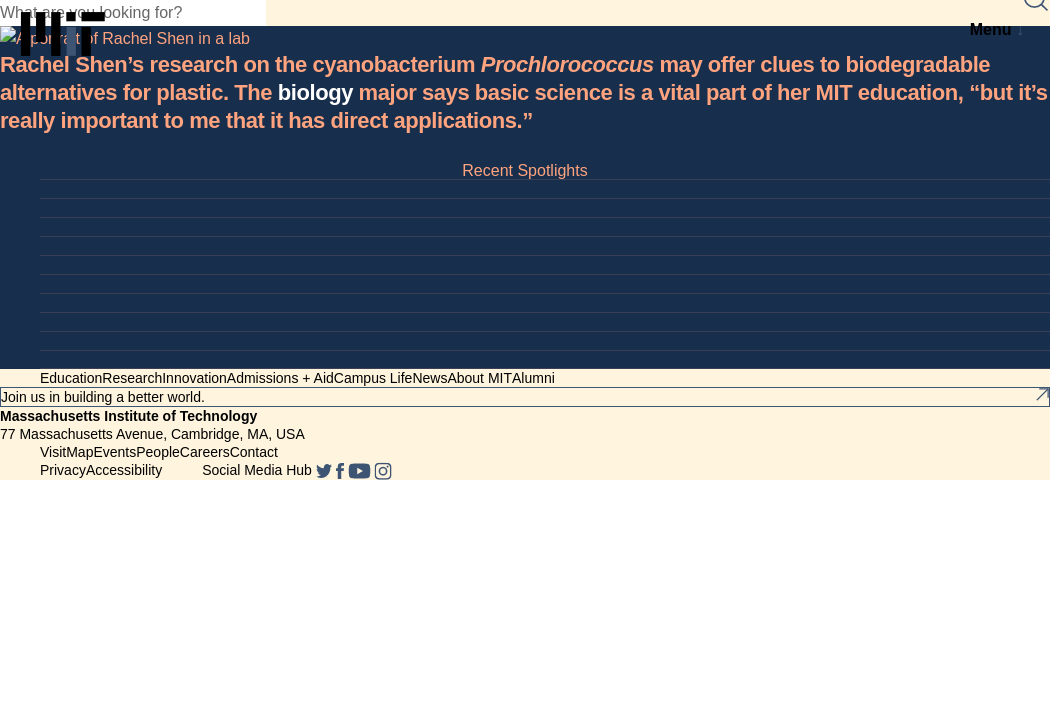 What are you looking for?
Menu ↓
A portrait of Rachel Shen in a lab
Rachel Shen’s research on the cyanobacterium Prochlorococcus may offer clues to biodegradable
alternatives for plastic. The biology major says basic science is a vital part of her MIT education, “but it’s
really important to me that it has direct applications.”
Recent Spotlights
EducationResearchInnovationAdmissions + AidCampus LifeNewsAbout MITAlumni
Join us in building a better world.
Massachusetts Institute of Technology
77 Massachusetts Avenue, Cambridge, MA, USA
VisitMapEventsPeopleCareersContact
PrivacyAccessibility Social Media Hub